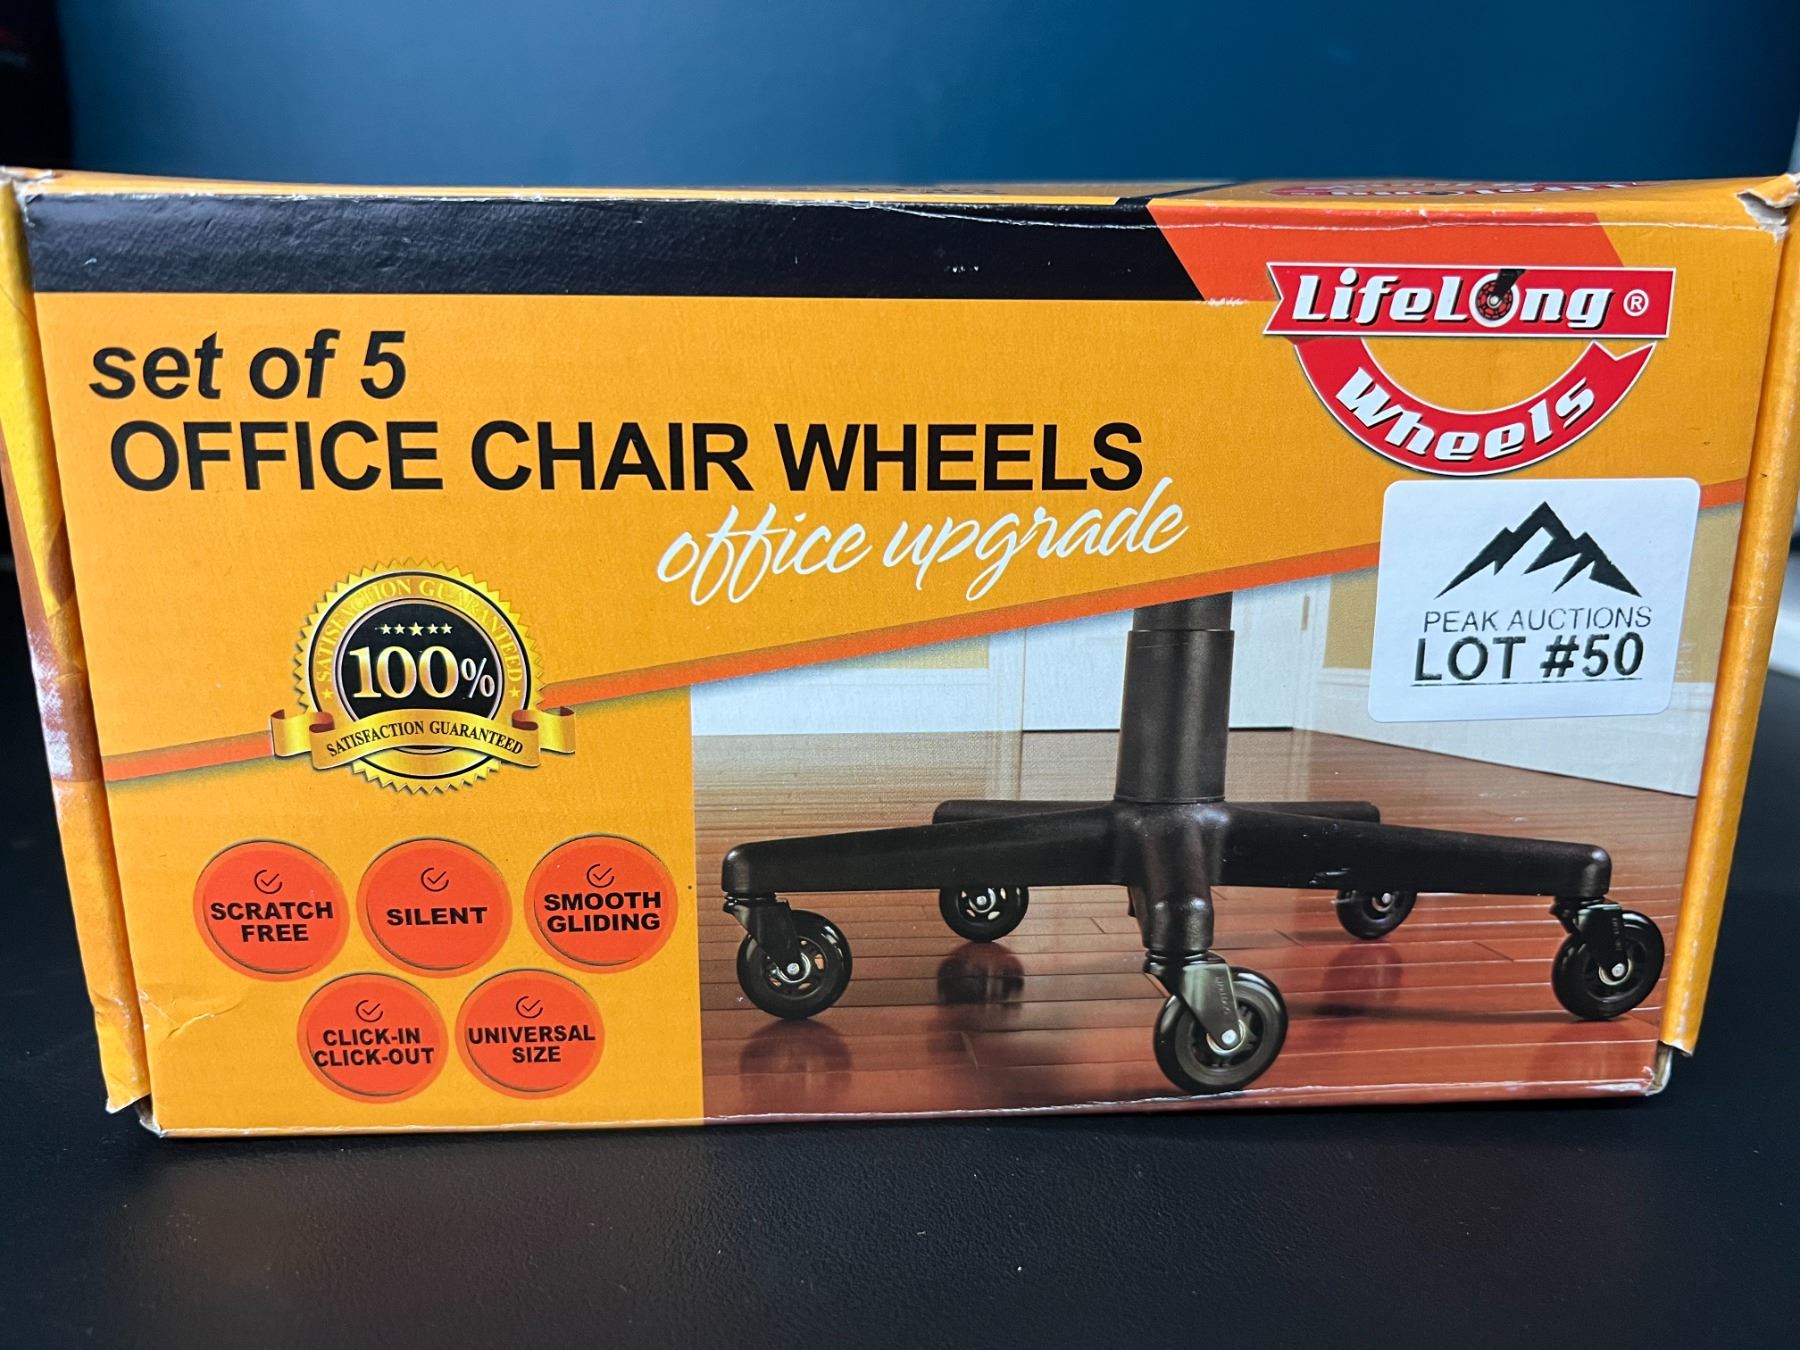 LifeLong®
Wheels
set of 5
OFFICE CHAIR WHEELS
office upgrade
PEAK AUCTIONS
LOT #50
SATISFACTION GUARANTEED
★★★★★
100%
SATISFACTION GUARANTEED
SCRATCH
FREE
SILENT
SMOOTH
GLIDING
CLICK-IN
CLICK-OUT
UNIVERSAL
SIZE